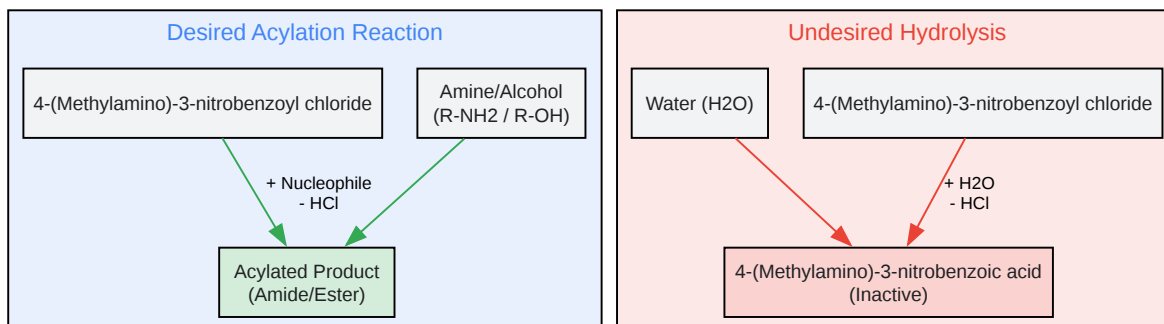 Desired Acylation Reaction
4-(Methylamino)-3-nitrobenzoyl chloride
Amine/Alcohol
(R-NH2 / R-OH)
+ Nucleophile
- HCl
Acylated Product
(Amide/Ester)
Undesired Hydrolysis
Water (H2O)
4-(Methylamino)-3-nitrobenzoyl chloride
+ H2O
- HCl
4-(Methylamino)-3-nitrobenzoic acid
(Inactive)